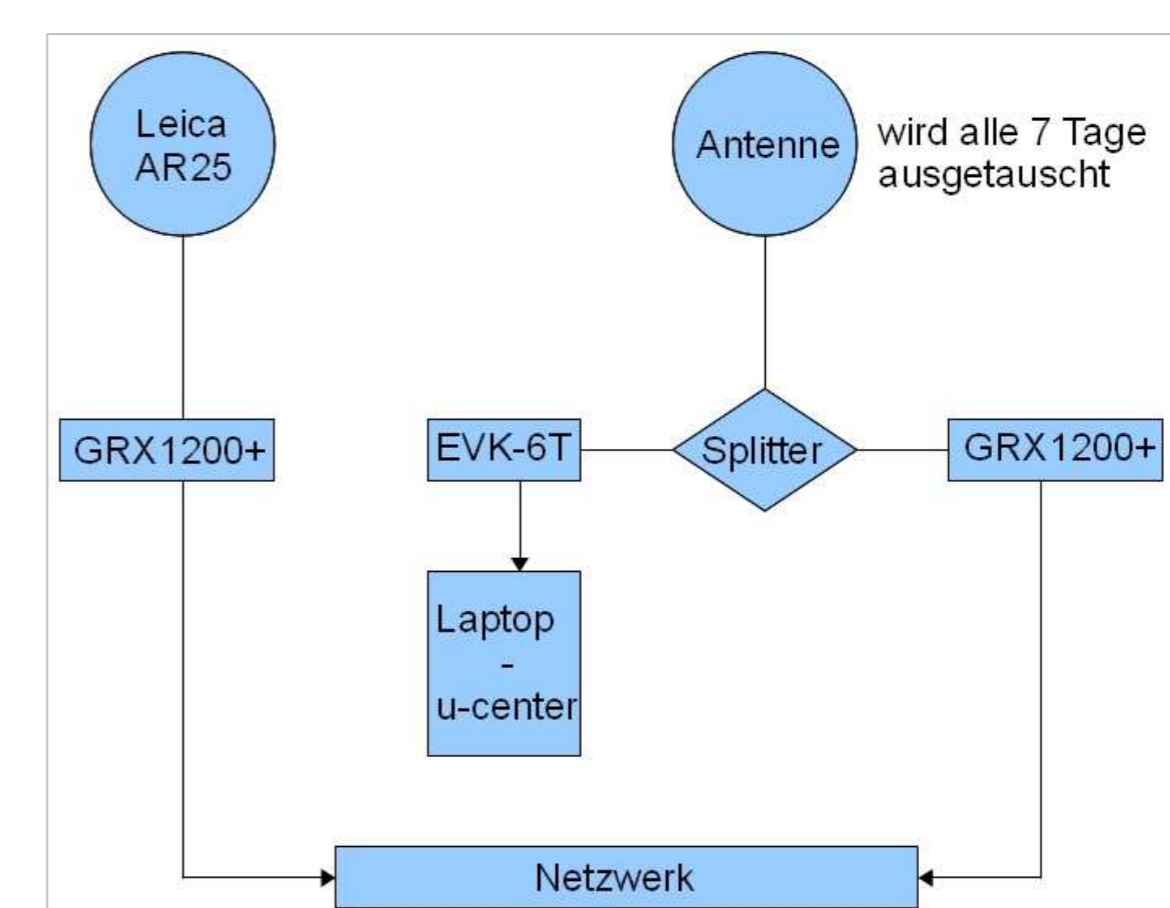 Leica
AR25
Antenne
wird alle 7 Tage
ausgetauscht
GRX1200+
EVK-6T
Splitter
GRX1200+
Laptop
-
u-center
Netzwerk